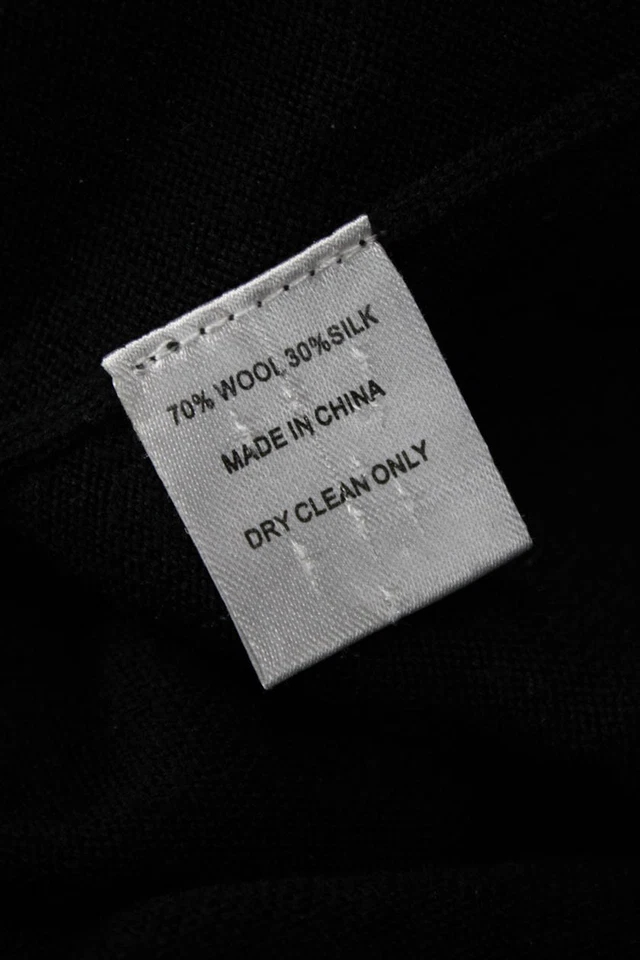 70% WOOL 30%SILK
MADE IN CHINA
DRY CLEAN ONLY